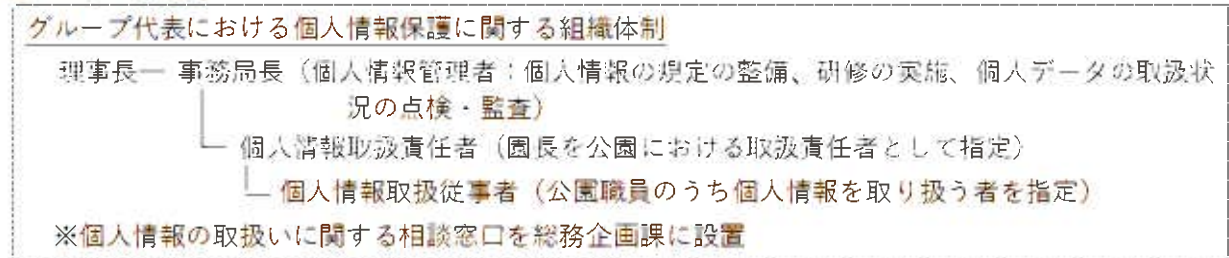 グループ代表における個人情報保護に関する組織体制
理事長― 事務局長（個人情報管理者：個人情報の規定の整備、研修の実施、個人データの取扱状
況の点検・監査）
個人情報取扱責任者（園長を公園における取扱責任者として指定）
個人情報取扱従事者（公園職員のうち個人情報を取り扱う者を指定）
※個人情報の取扱いに関する相談窓口を総務企画課に設置